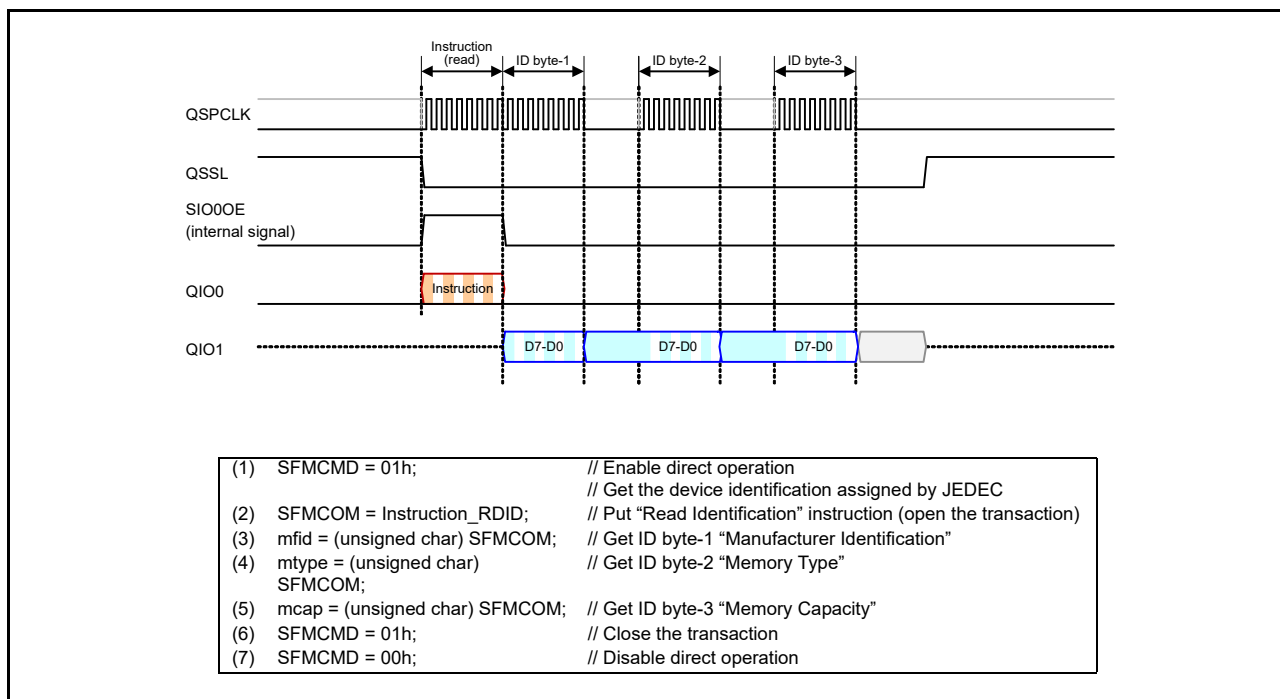 Instruction
(read)
ID byte-1
ID byte-2
ID byte-3
QSPCLK
QSSL
SIO0OE
(internal signal)
QIO0
Instruction
QIO1
D7-D0
D7-D0
D7-D0
(1) SFMCMD = 01h; // Enable direct operation
// Get the device identification assigned by JEDEC
(2) SFMCOM = Instruction_RDID; // Put “Read Identification” instruction (open the transaction)
(3) mfid = (unsigned char) SFMCOM; // Get ID byte-1 “Manufacturer Identification”
(4) mtype = (unsigned char) // Get ID byte-2 “Memory Type”
SFMCOM;
(5) mcap = (unsigned char) SFMCOM; // Get ID byte-3 “Memory Capacity”
(6) SFMCMD = 01h; // Close the transaction
(7) SFMCMD = 00h; // Disable direct operation